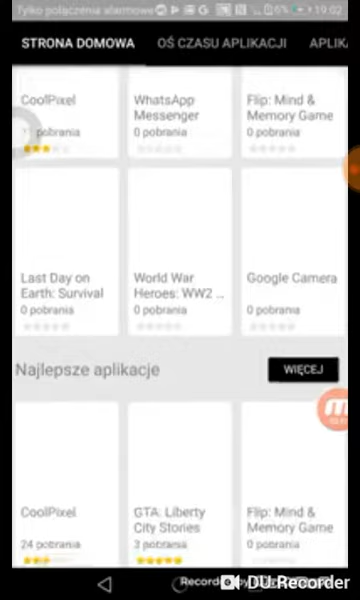 Tylko połączenia alarmowe 6% 19:02
STRONA DOMOWA OŚ CZASU APLIKACJI APLIK
CoolPixel WhatsApp Messenger Flip: Mind & Memory Game
pobrania 0 pobrania 0 pobrania
Last Day on Earth: Survival World War Heroes: WW2 ... Google Camera
0 pobrania 0 pobrania 0 pobrania
Najlepsze aplikacje WIĘCEJ
CoolPixel GTA: Liberty City Stories Flip: Mind & Memory Game
24 pobrania 3 pobrania 0 pobrania
Recorded by DU Recorder